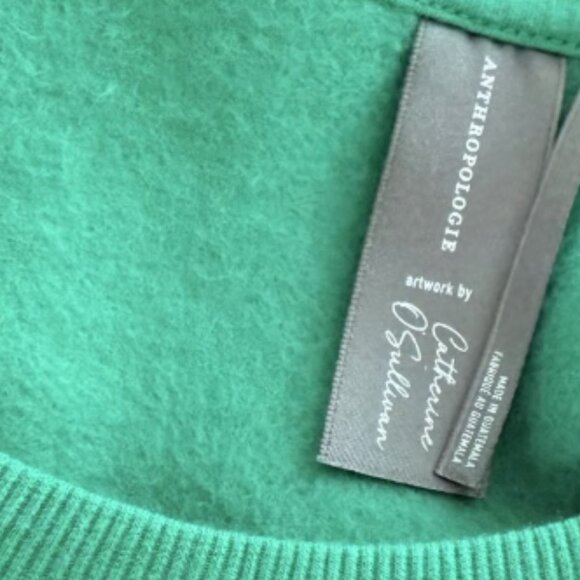 ANTHROPOLOGIE
artwork by
Catherine
O'Sullivan
MADE IN GUATEMALA
FABRIQUÉ AU GUATEMALA